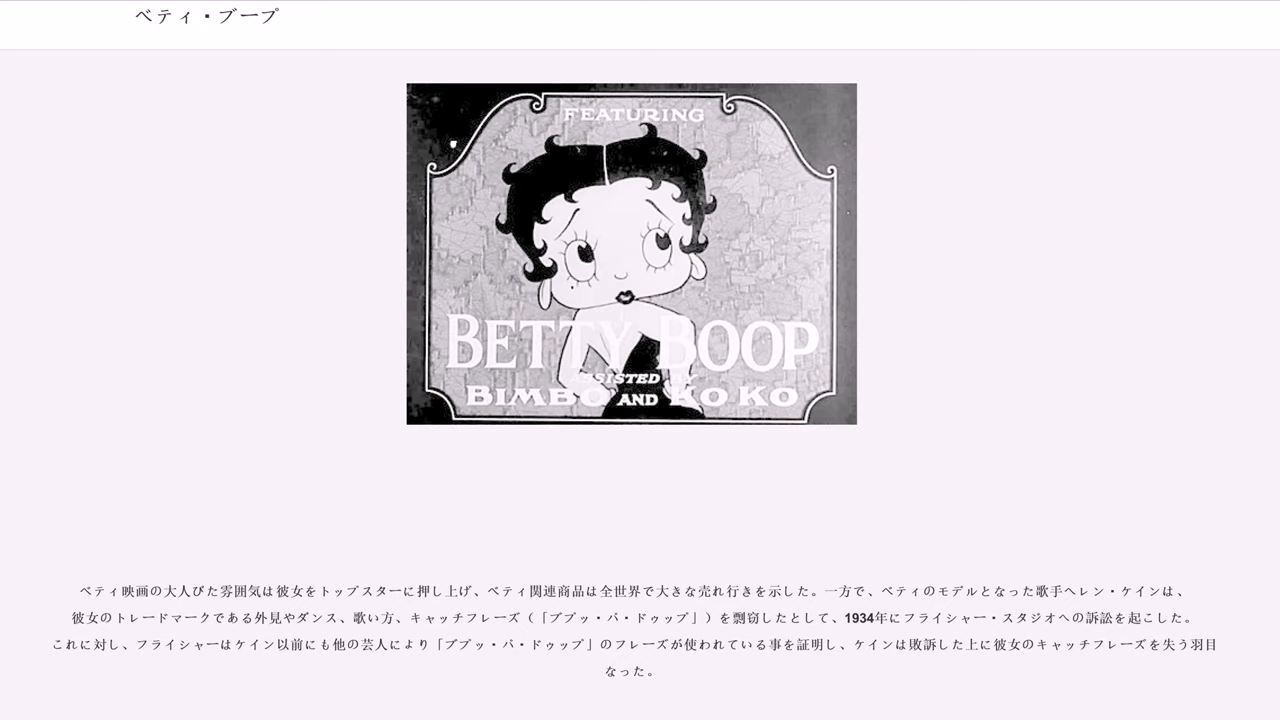 ベティ・ブープ
FEATURING
BETTY BOOP
ASSISTED BY
BIMBO AND KO KO
ベティ映画の大人びた雰囲気は彼女をトップスターに押し上げ、ベティ関連商品は全世界で大きな売れ行きを示した。一方で、ベティのモデルとなった歌手ヘレン・ケインは、
彼女のトレードマークである外見やダンス、歌い方、キャッチフレーズ（「ブプッ・パ・ドゥッブ」）を剽窃したとして、1934年にフライシャー・スタジオへの訴訟を起こした。
これに対し、フライシャーはケイン以前にも他の芸人により「ブプッ・パ・ドゥッブ」のフレーズが使われている事を証明し、ケインは敗訴した上に彼女のキャッチフレーズを失う羽目
なった。